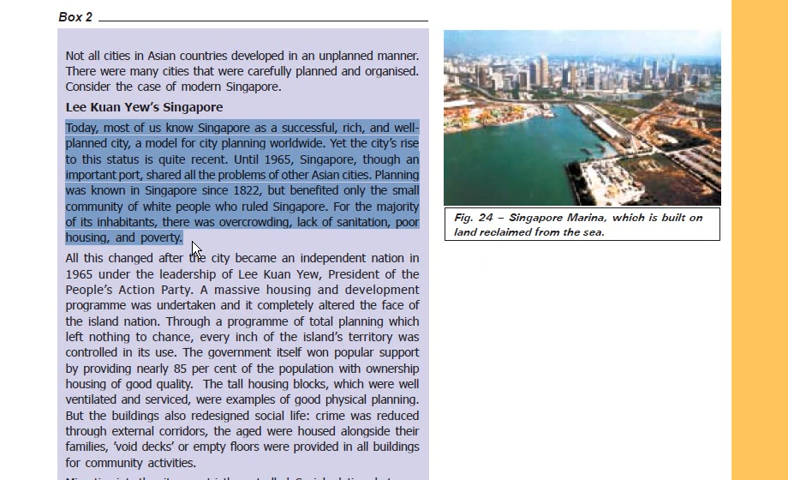 Box 2
Not all cities in Asian countries developed in an unplanned manner.
There were many cities that were carefully planned and organised.
Consider the case of modern Singapore.
Lee Kuan Yew's Singapore
Today, most of us know Singapore as a successful, rich, and well-
planned city, a model for city planning worldwide. Yet the city's rise
to this status is quite recent. Until 1965, Singapore, though an
important port, shared all the problems of other Asian cities. Planning
was known in Singapore since 1822, but benefited only the small
community of white people who ruled Singapore. For the majority
of its inhabitants, there was overcrowding, lack of sanitation, poor
housing, and poverty.
All this changed after the city became an independent nation in
1965 under the leadership of Lee Kuan Yew, President of the
People's Action Party. A massive housing and development
programme was undertaken and it completely altered the face of
the island nation. Through a programme of total planning which
left nothing to chance, every inch of the island's territory was
controlled in its use. The government itself won popular support
by providing nearly 85 per cent of the population with ownership
housing of good quality. The tall housing blocks, which were well
ventilated and serviced, were examples of good physical planning.
But the buildings also redesigned social life: crime was reduced
through external corridors, the aged were housed alongside their
families, 'void decks' or empty floors were provided in all buildings
for community activities.
Fig. 24 – Singapore Marina, which is built on
land reclaimed from the sea.